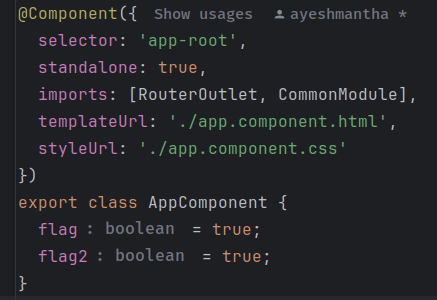 @Component({ Show usages ayeshmantha *
selector: 'app-root',
standalone: true,
imports: [RouterOutlet, CommonModule],
templateUrl: './app.component.html',
styleUrl: './app.component.css'
})
export class AppComponent {
flag : boolean = true;
flag2 : boolean = true;
}